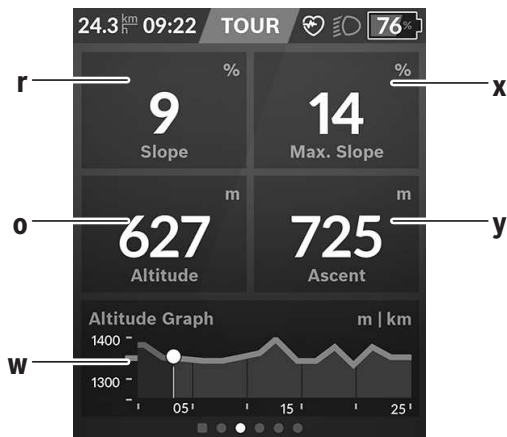 24.3 km/h 09:22 TOUR 76%
r % % x
9 14
Slope Max. Slope
o m m y
627 725
Altitude Ascent
Altitude Graph m | km
1400
w
1300
05 15 25